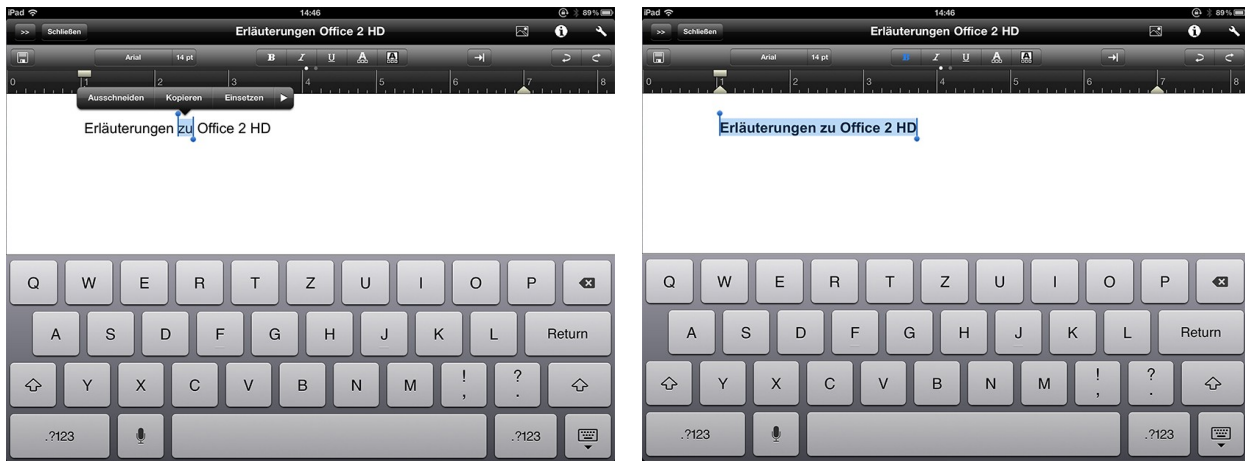 iPad 14:46 89%
>> Schließen Erläuterungen Office 2 HD
Arial 14 pt B I U A A
0 1 2 3 4 5 6 7 8
Ausschneiden Kopieren Einsetzen
Erläuterungen zu Office 2 HD
Q W E R T Z U I O P
A S D F G H J K L Return
Y X C V B N M ! , ? .
.?123 .?123
iPad 14:46 89%
>> Schließen Erläuterungen Office 2 HD
Arial 14 pt B I U A A
0 1 2 3 4 5 6 7 8
Erläuterungen zu Office 2 HD
Q W E R T Z U I O P
A S D F G H J K L Return
Y X C V B N M ! , ? .
.?123 .?123